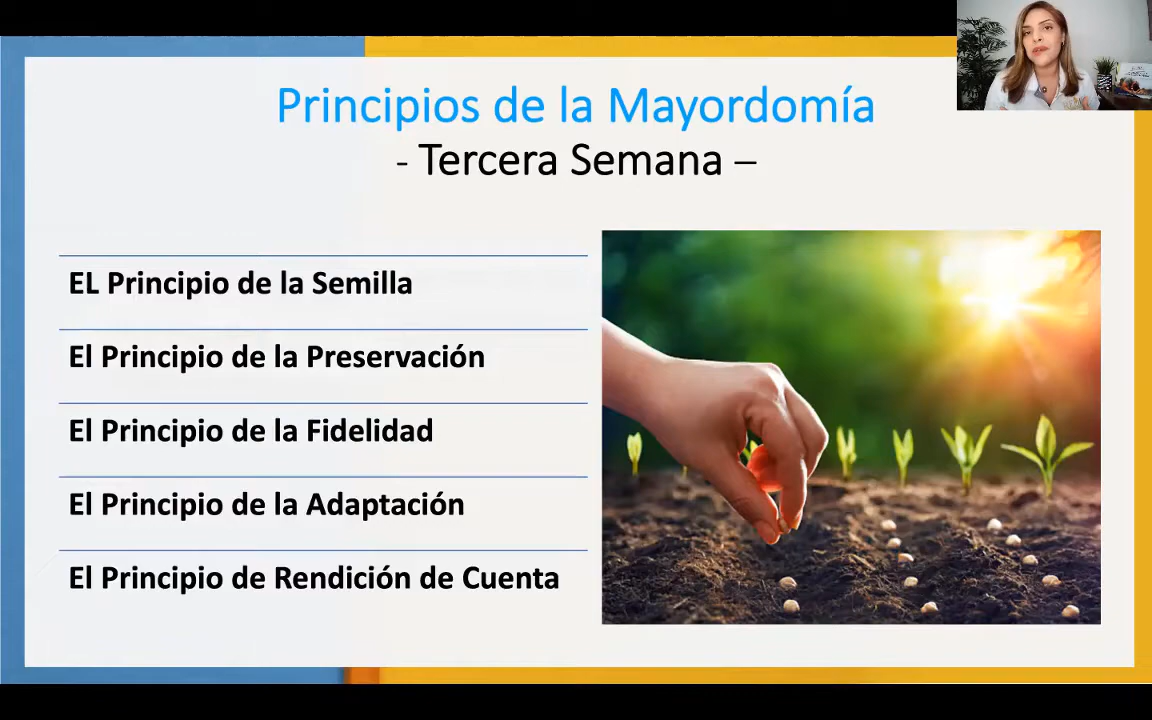 Principios de la Mayordomía
- Tercera Semana –
EL Principio de la Semilla
El Principio de la Preservación
El Principio de la Fidelidad
El Principio de la Adaptación
El Principio de Rendición de Cuenta